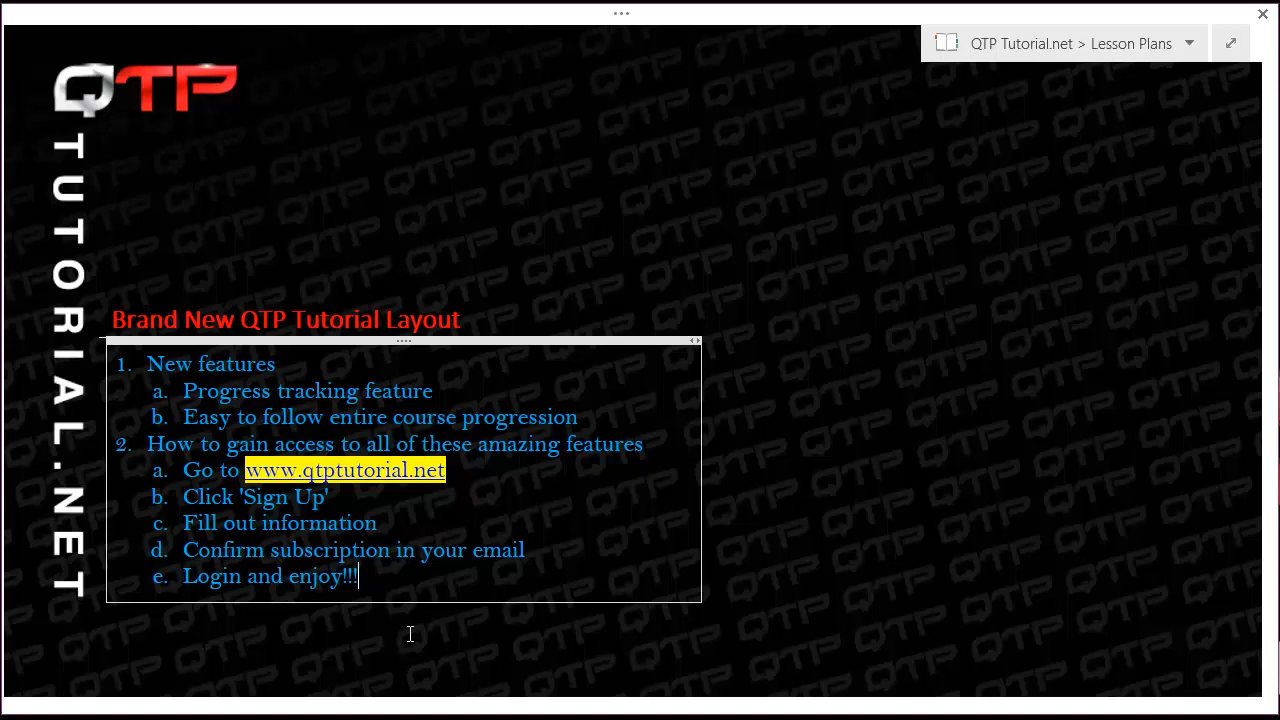 QTP Tutorial.net > Lesson Plans
QTP
TUTORIAL.NET
Brand New QTP Tutorial Layout
1. New features
a. Progress tracking feature
b. Easy to follow entire course progression
2. How to gain access to all of these amazing features
a. Go to www.qtptutorial.net
b. Click 'Sign Up'
c. Fill out information
d. Confirm subscription in your email
e. Login and enjoy!!!